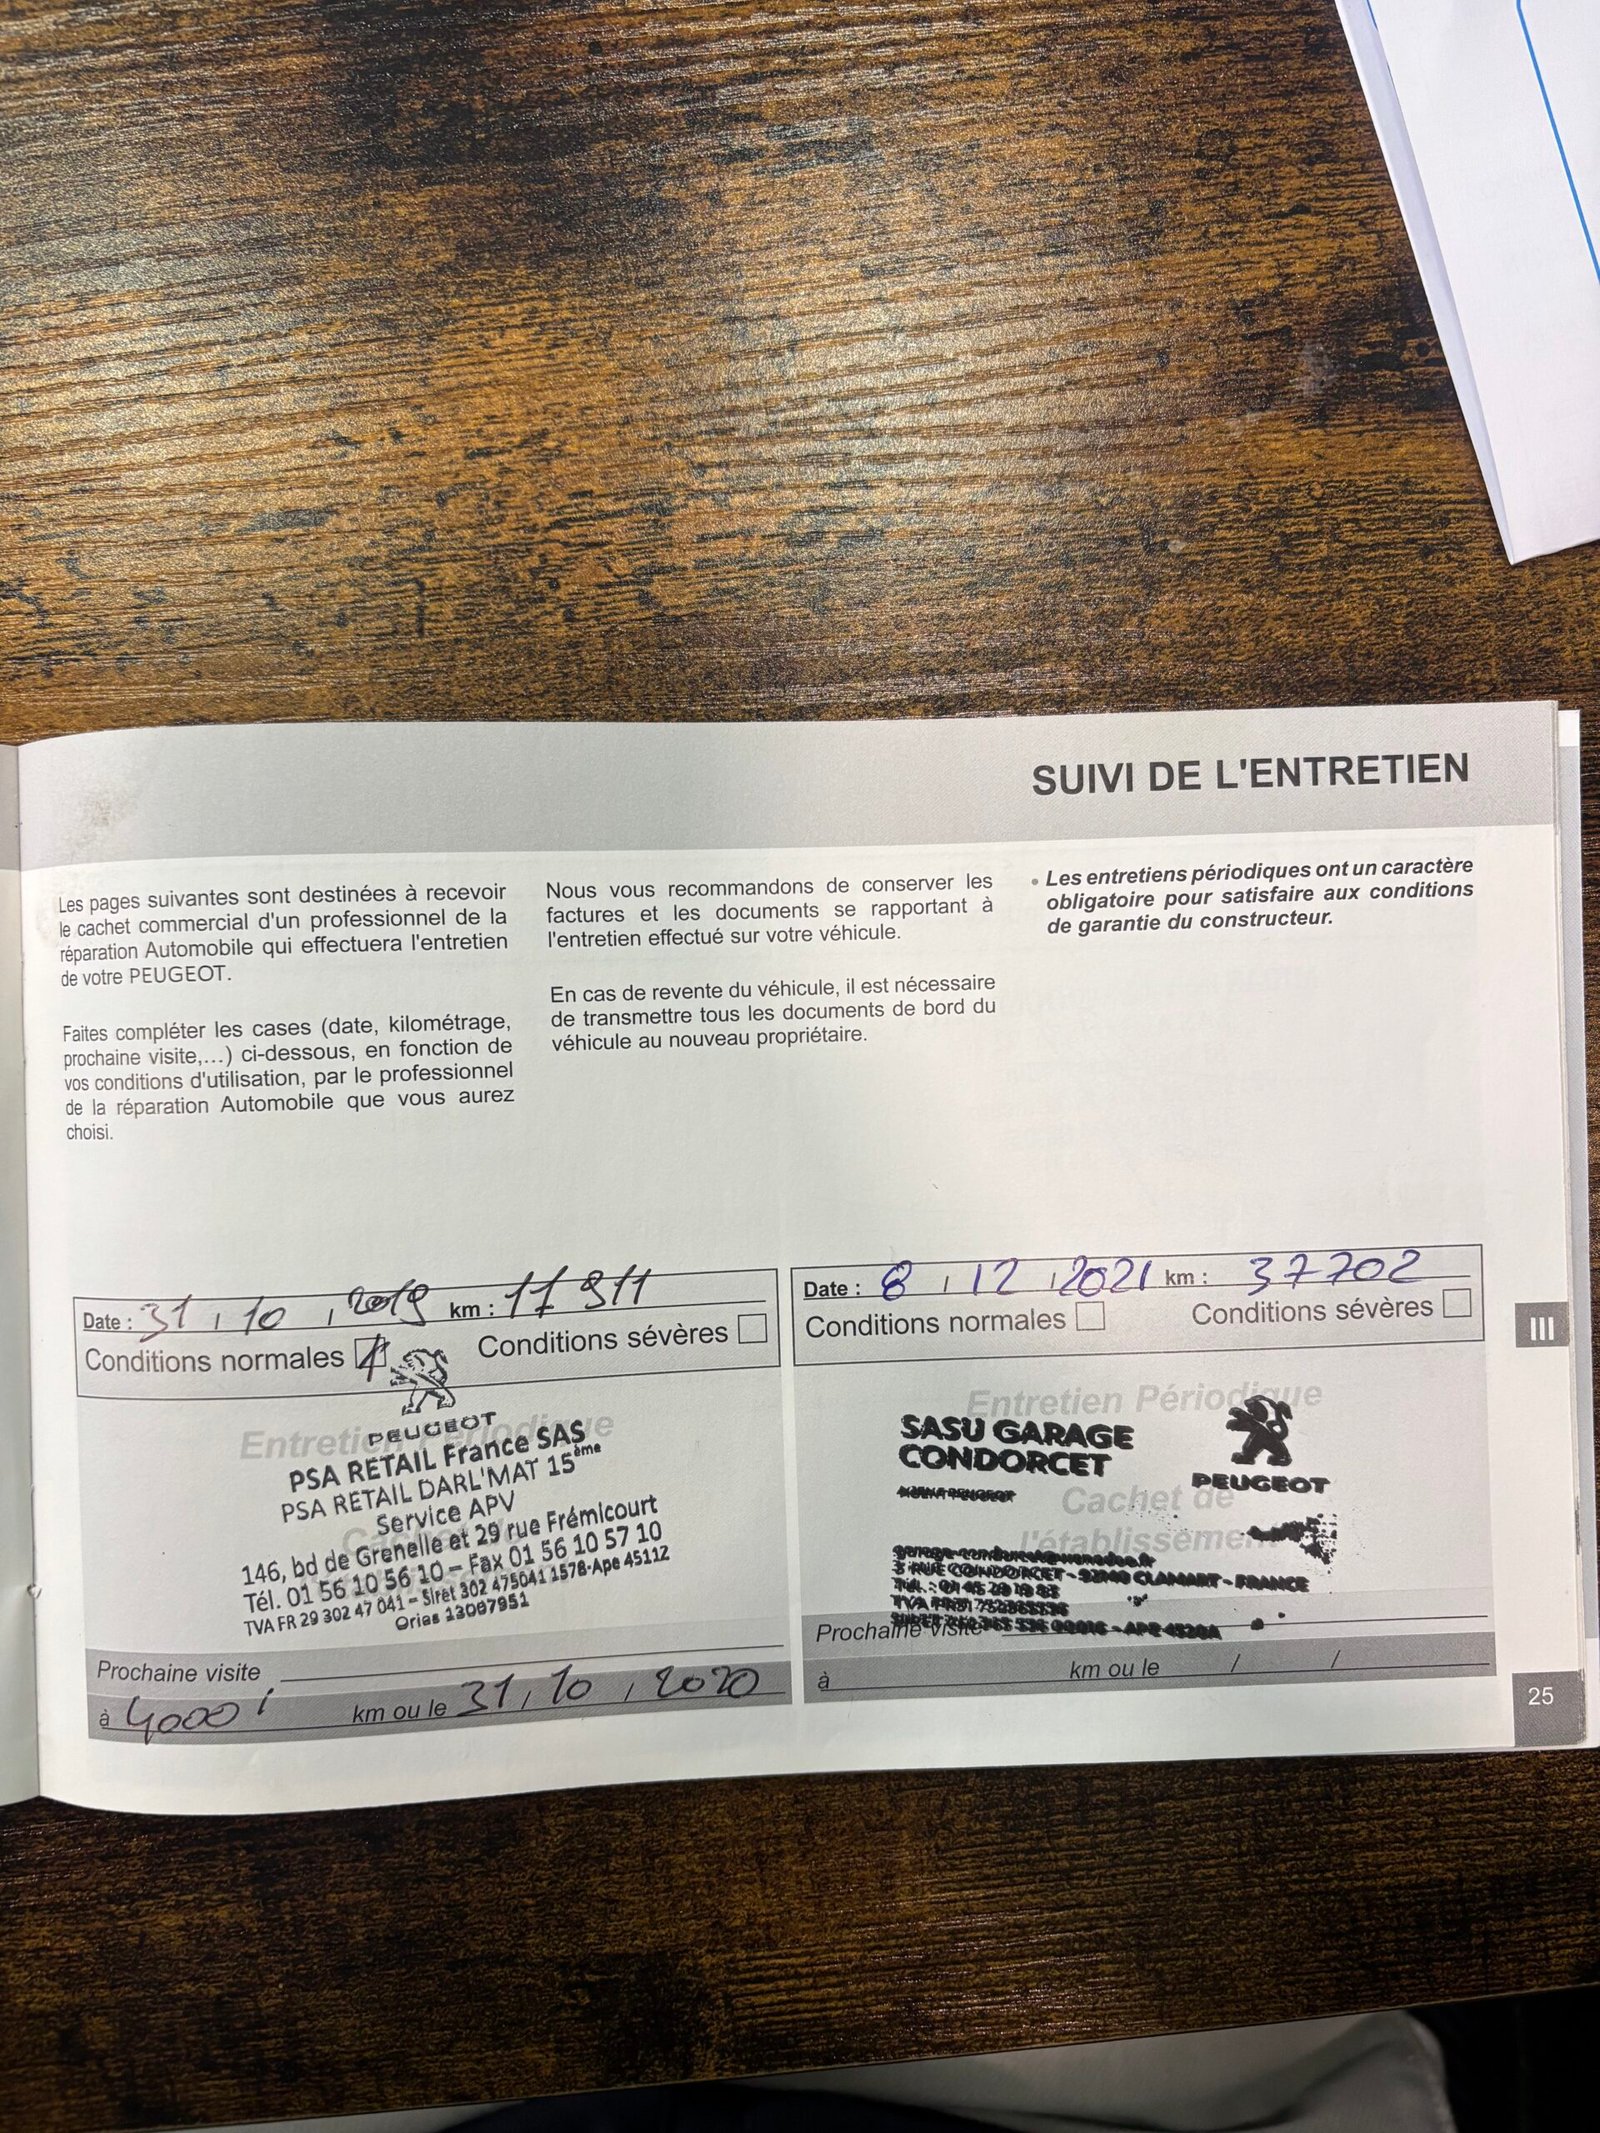 SUIVI DE L'ENTRETIEN
Les pages suivantes sont destinées à recevoir
le cachet commercial d'un professionnel de la
réparation Automobile qui effectuera l'entretien
de votre PEUGEOT.
Faites compléter les cases (date, kilométrage,
prochaine visite,...) ci-dessous, en fonction de
vos conditions d'utilisation, par le professionnel
de la réparation Automobile que vous aurez
choisi.
Nous vous recommandons de conserver les
factures et les documents se rapportant à
l'entretien effectué sur votre véhicule.
En cas de revente du véhicule, il est nécessaire
de transmettre tous les documents de bord du
véhicule au nouveau propriétaire.
• Les entretiens périodiques ont un caractère
obligatoire pour satisfaire aux conditions
de garantie du constructeur.
Date : 31 / 10 / 2019 km : 11 911
Conditions normales Conditions sévères
Entretien Périodique
PEUGEOT
PSA RETAIL France SAS
PSA RETAIL DARL'MAT 15ème
Service APV
146, bd de Grenelle et 29 rue Frémicourt
Tél. 01 56 10 56 10 – Fax 01 56 10 57 10
TVA FR 29 302 47 041 – Siret 302 475041 1578-Ape 45112
Orias 13007951
Prochaine visite
à 4000 km ou le 31 / 10 / 2020
Date : 8 / 12 / 2021 km : 37702
Conditions normales Conditions sévères
Entretien Périodique
SASU GARAGE
CONDORCET
PEUGEOT
Cachet de
l'établissement
3 RUE CONDORCET - 92140 CLAMART - FRANCE
Prochaine visite
à km ou le / /
III
25